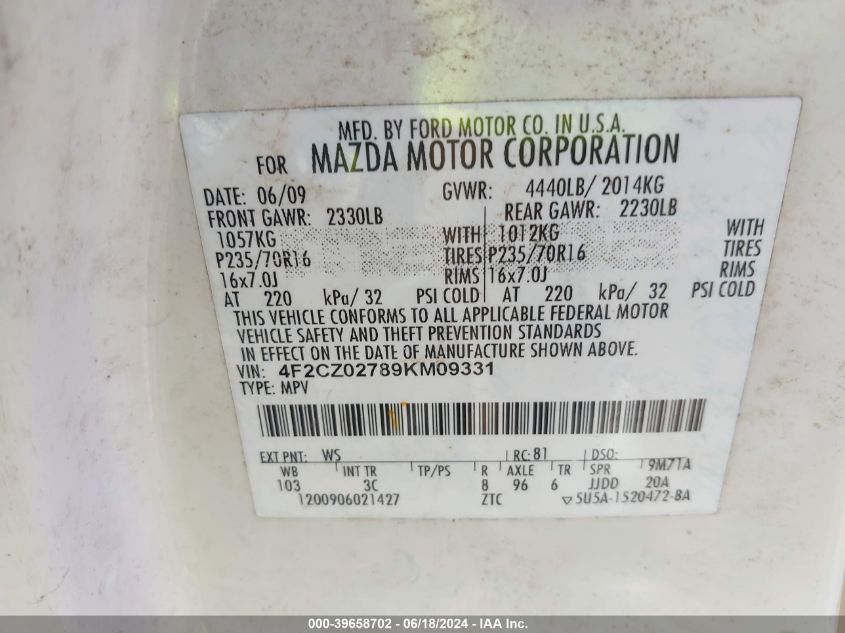 MFD. BY FORD MOTOR CO. IN U.S.A.
FOR MAZDA MOTOR CORPORATION
DATE: 06/09 GVWR: 4440LB/ 2014KG
FRONT GAWR: 2330LB REAR GAWR: 2230LB
1057KG WITH 1012KG WITH
P235/70R16 TIRES P235/70R16 TIRES
16x7.0J RIMS 16x7.0J RIMS
AT 220 kPa/ 32 PSI COLD AT 220 kPa/ 32 PSI COLD
THIS VEHICLE CONFORMS TO ALL APPLICABLE FEDERAL MOTOR
VEHICLE SAFETY AND THEFT PREVENTION STANDARDS
IN EFFECT ON THE DATE OF MANUFACTURE SHOWN ABOVE.
VIN: 4F2CZ02789KM09331
TYPE: MPV
EXT PNT: WS RC: 81 DSO:
WB INT TR TP/PS R AXLE TR SPR 9M71A
103 3C 8 96 6 JJDD 20A
1200906021427 ZTC 5U5A-1520472-BA
000-39658702 - 06/18/2024 - IAA Inc.